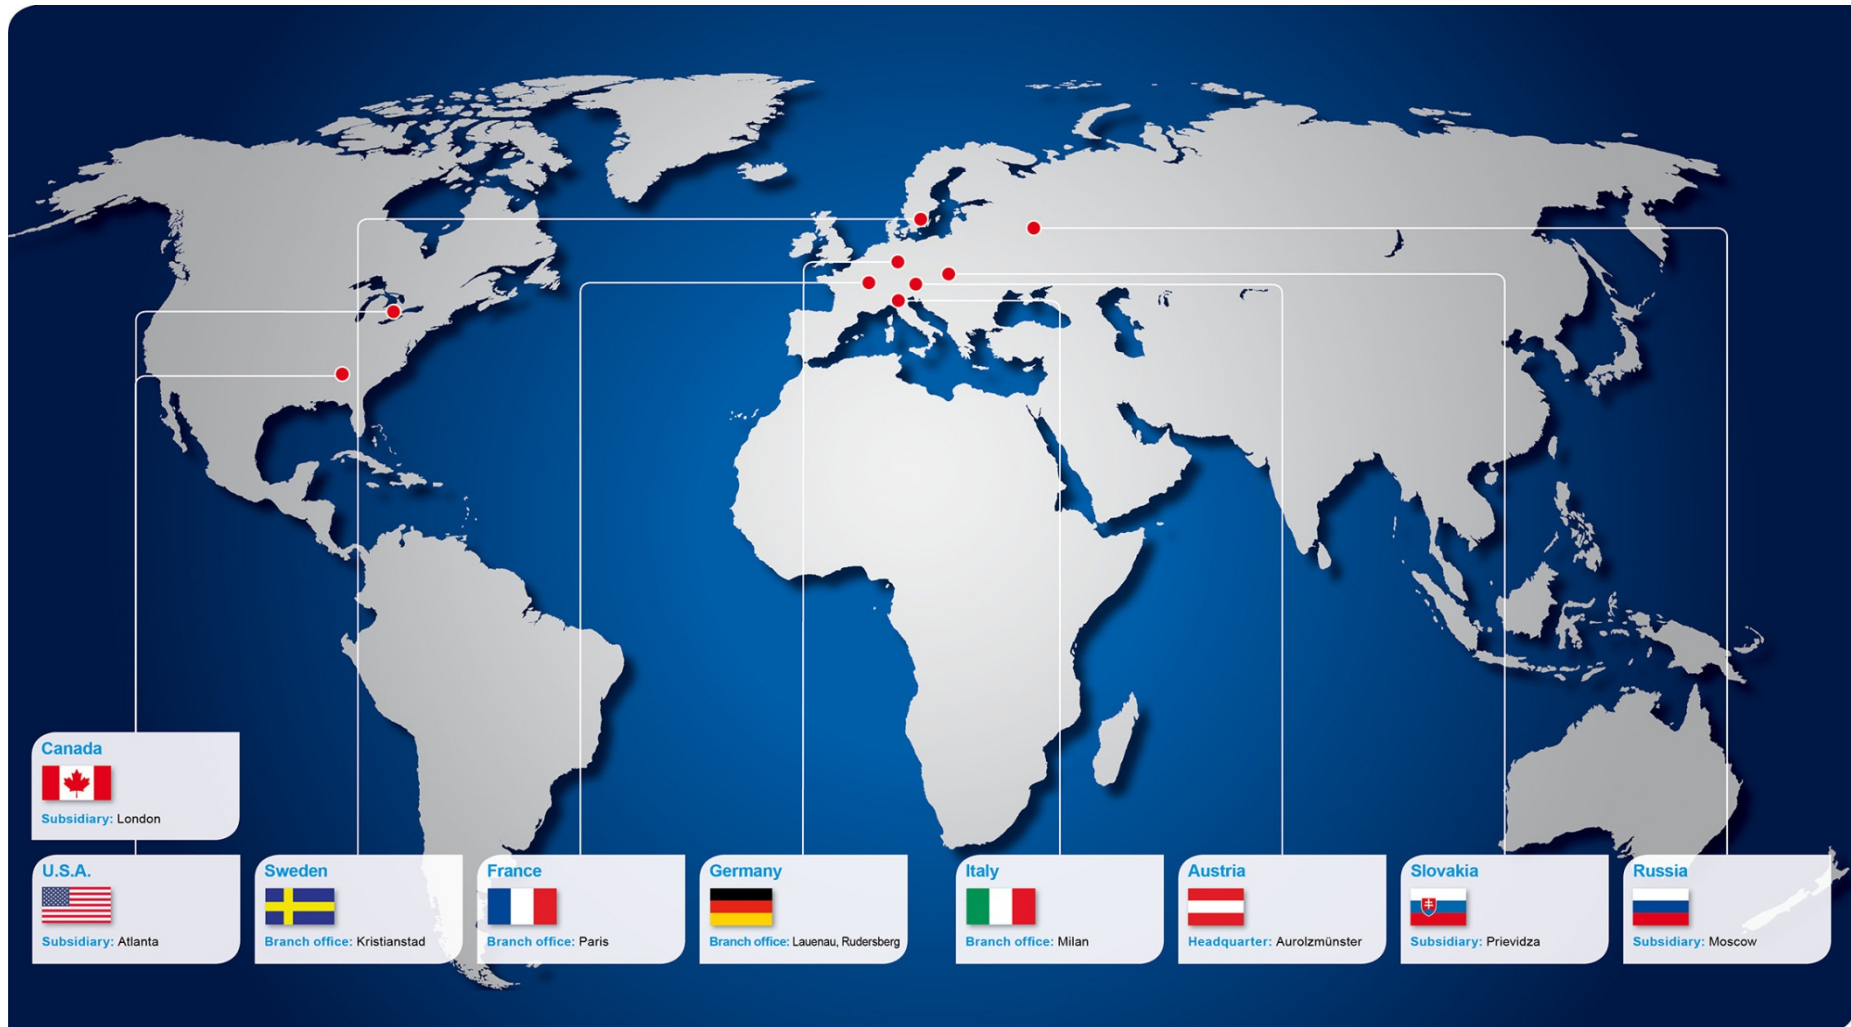 Canada
Subsidiary: London
U.S.A.
Subsidiary: Atlanta
Sweden
Branch office: Kristianstad
France
Branch office: Paris
Germany
Branch office: Lauenau, Rudersberg
Italy
Branch office: Milan
Austria
Headquarter: Aurolzmünster
Slovakia
Subsidiary: Prievidza
Russia
Subsidiary: Moscow